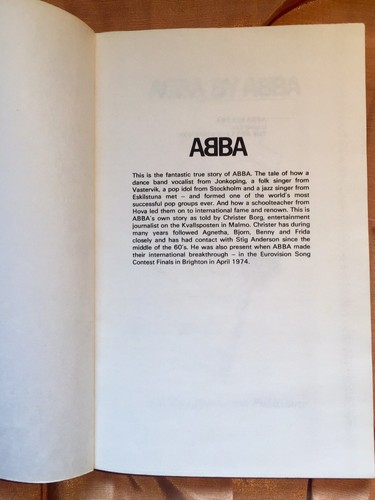 ABBA
This is the fantastic true story of ABBA. The tale of how a
dance band vocalist from Jonkoping, a folk singer from
Vastervik, a pop idol from Stockholm and a jazz singer from
Eskilstuna met – and formed one of the world's most
successful pop groups ever. And how a schoolteacher from
Hova led them on to international fame and renown. This is
ABBA's own story as told by Christer Borg, entertainment
journalist on the Kvallsposten in Malmo. Christer has during
many years followed Agnetha, Bjorn, Benny and Frida
closely and has had contact with Stig Anderson since the
middle of the 60's. He was also present when ABBA made
their international breakthrough – in the Eurovision Song
Contest Finals in Brighton in April 1974.